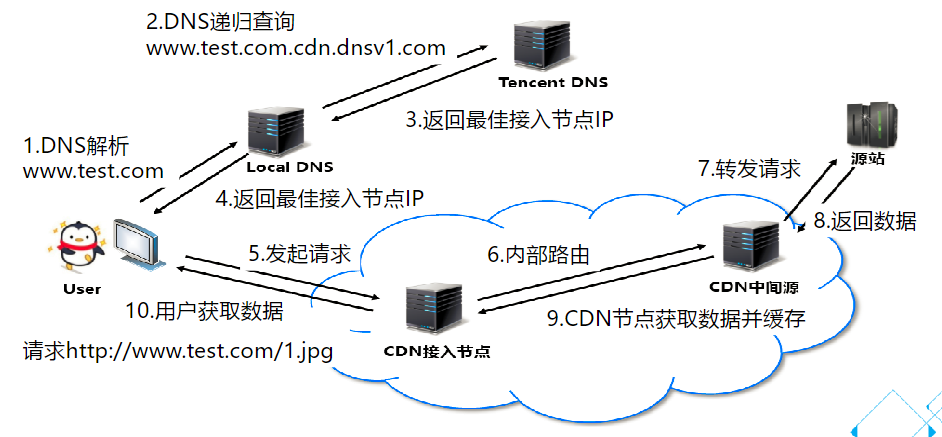 2.DNS递归查询
www.test.com.cdn.dnsv1.com
Tencent DNS
3.返回最佳接入节点IP
1.DNS解析
www.test.com
Local DNS
4.返回最佳接入节点IP
7.转发请求
源站
8.返回数据
User
5.发起请求
6.内部路由
CDN中间源
10.用户获取数据
9.CDN节点获取数据并缓存
请求http://www.test.com/1.jpg
CDN接入节点